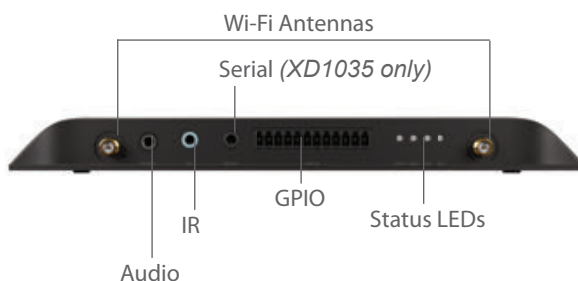 Wi-Fi Antennas
Serial (XD1035 only)
GPIO
Status LEDs
IR
Audio